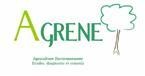 AGRENE
Agriculture Environnement
Etudes, diagnostic et conseils